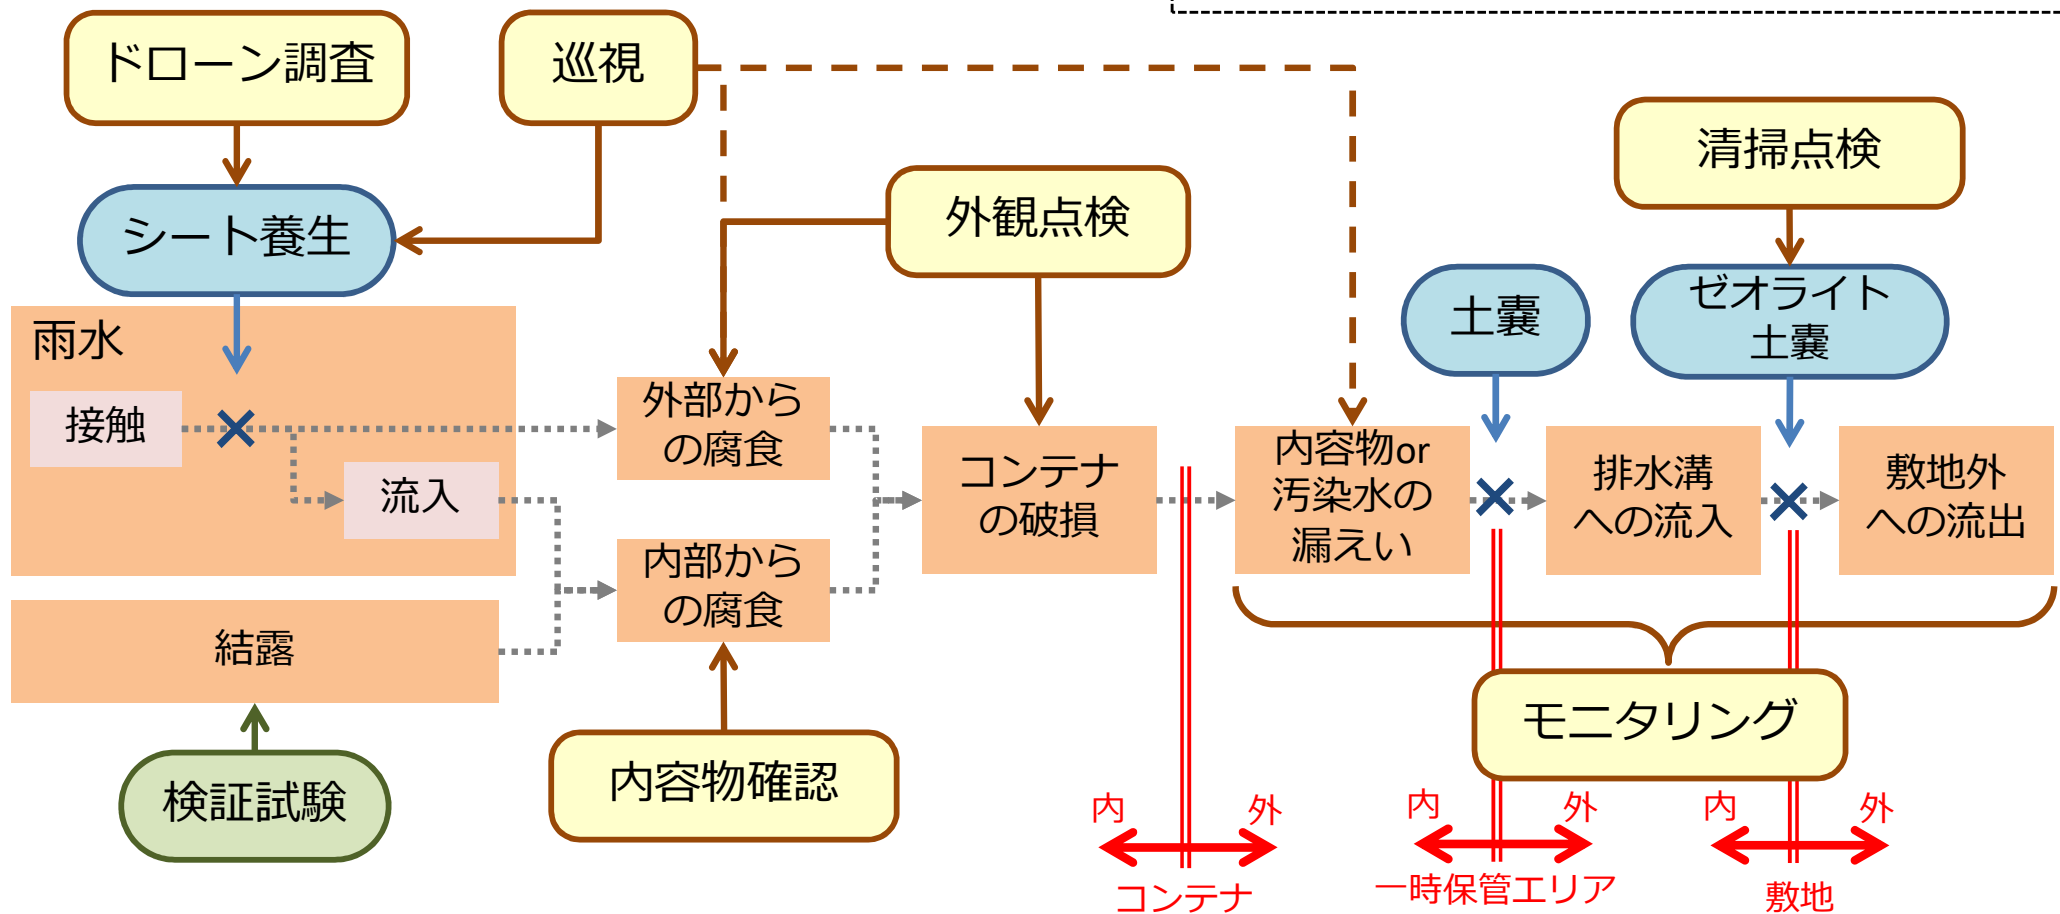 ドローン調査
巡視
清掃点検
外観点検
シート養生
土嚢
ゼオライト
土嚢
雨水
接触
流入
外部から
の腐食
コンテナ
の破損
内容物or
汚染水の
漏えい
排水溝
への流入
敷地外
への流出
内部から
の腐食
結露
検証試験
内容物確認
モニタリング
内
外
コンテナ
内
外
一時保管エリア
内
外
敷地